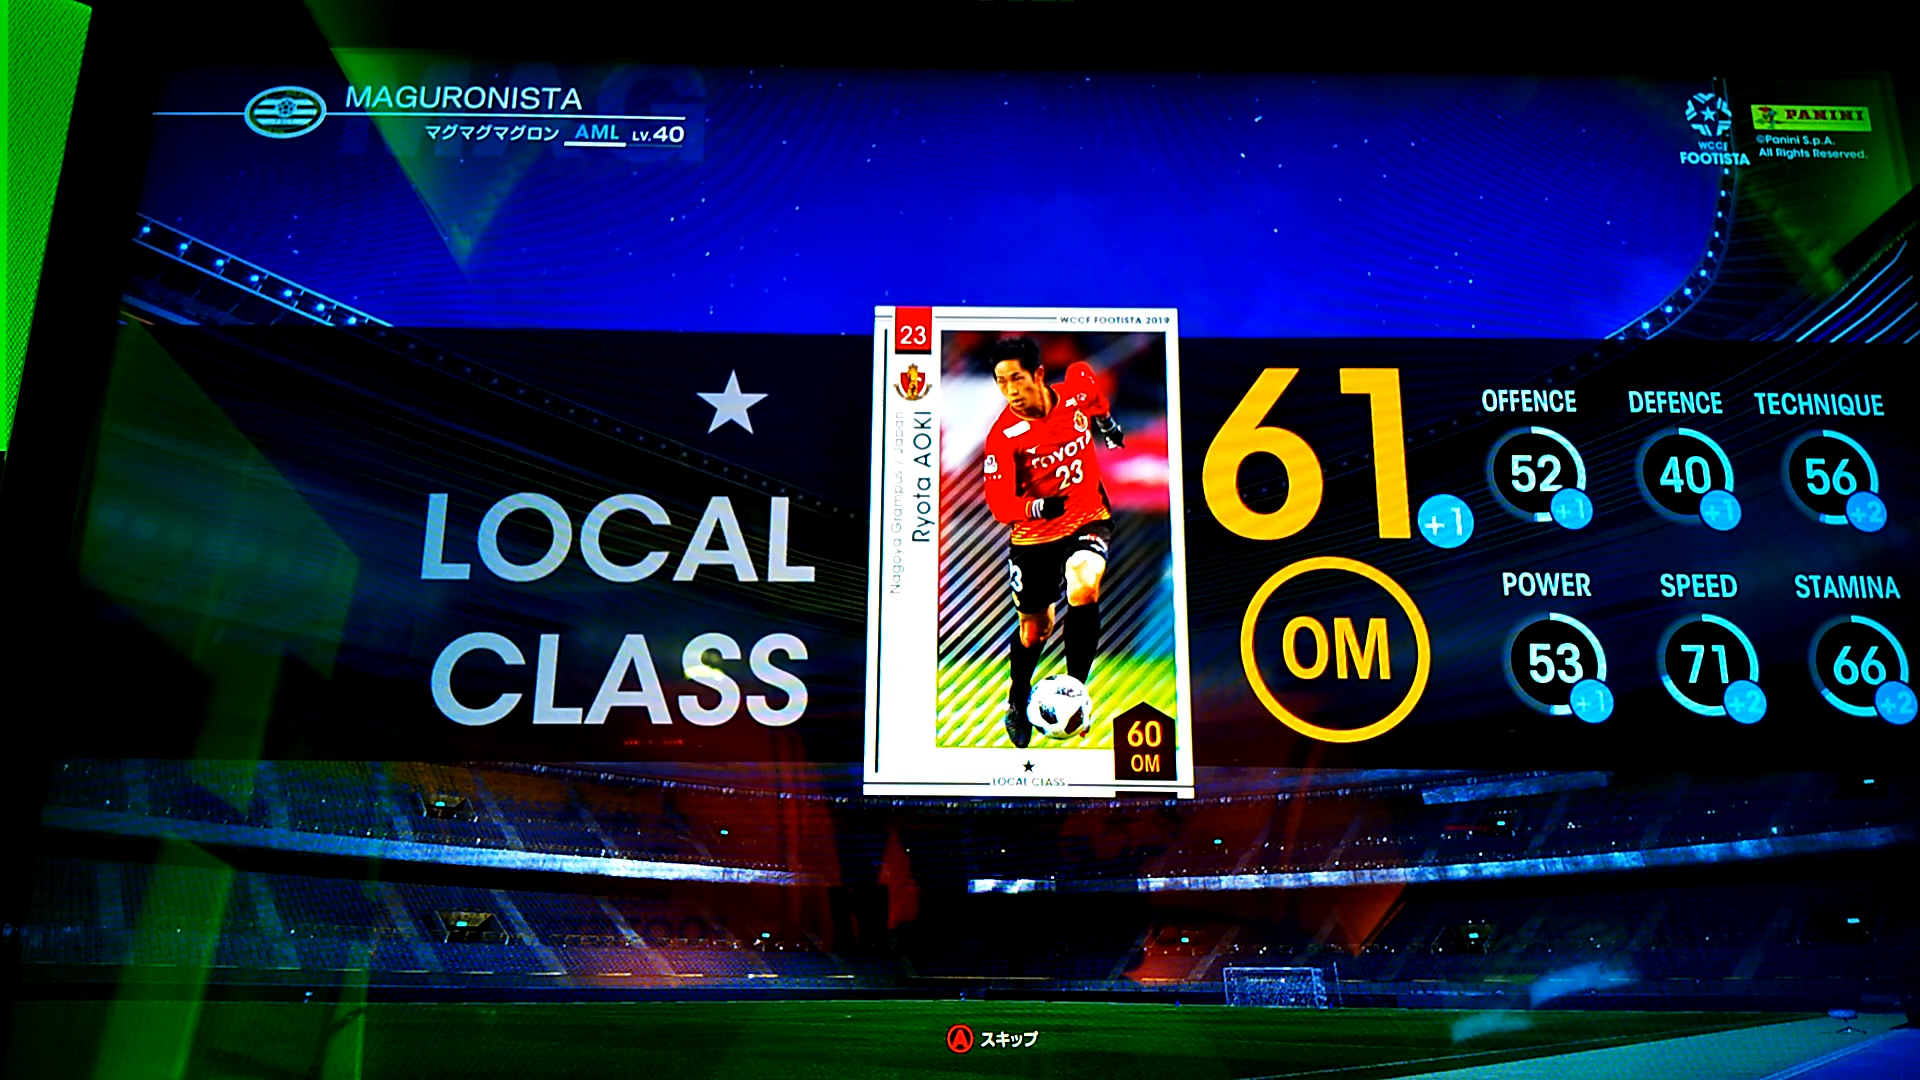 MAGURONISTA
マグマグマグロン AML LV.40
WCCF
FOOTISTA
PANINI
©Panini S.p.A.
All Rights Reserved.
LOCAL
CLASS
23
WCCF FOOTISTA 2019
Nagoya Grampus / Japan
Ryota AOKI
TOYOTA
23
60
OM
LOCAL CLASS
61
+1
OM
OFFENCE
52
+1
DEFENCE
40
+1
TECHNIQUE
56
+2
POWER
53
+1
SPEED
71
+2
STAMINA
66
+2
A スキップ